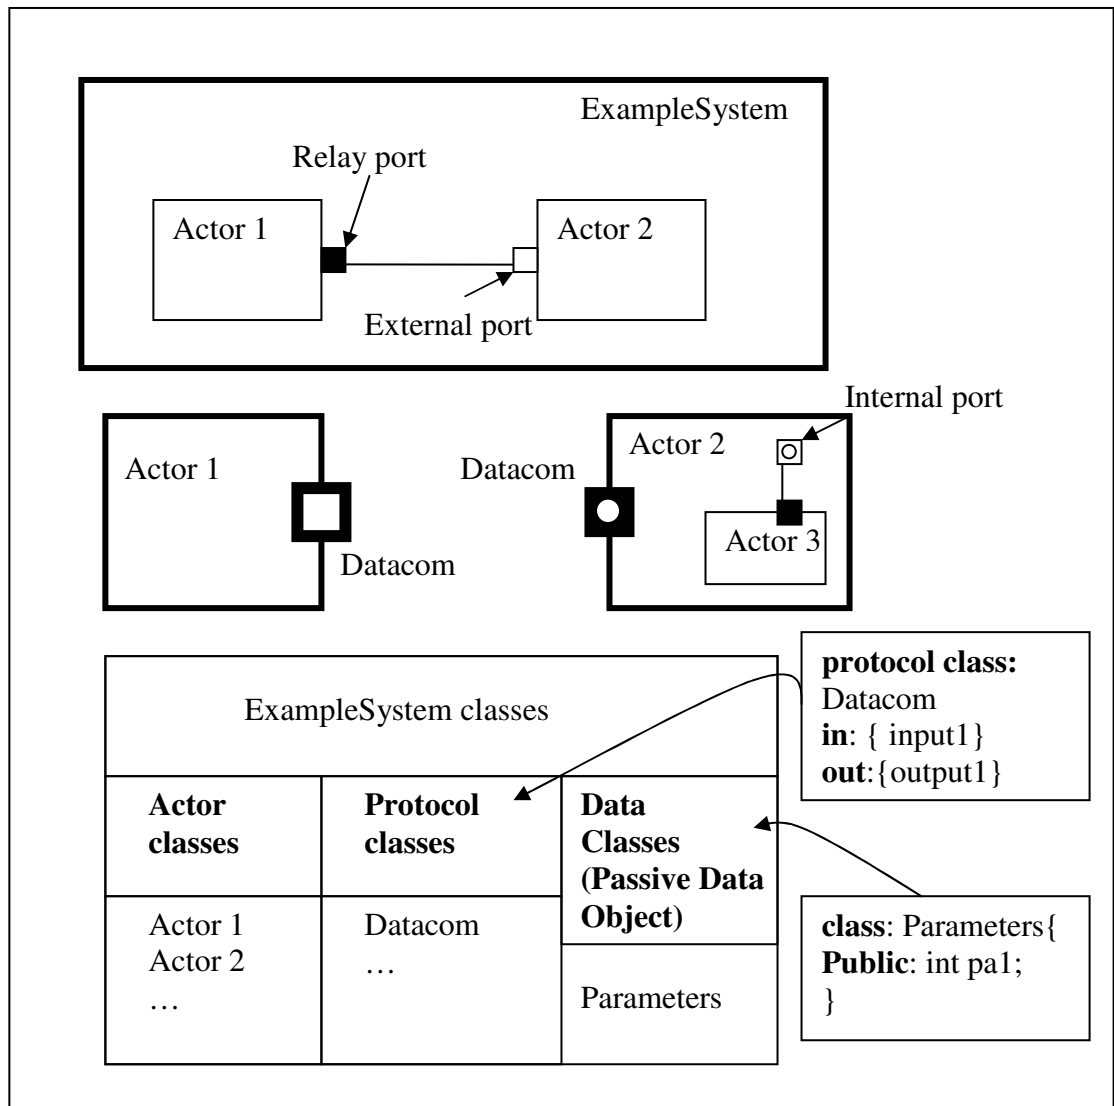 ExampleSystem
Relay port
Actor 1
Actor 2
External port
Internal port
Actor 1
Datacom
Datacom
Actor 2
Actor 3
ExampleSystem classes
Actor
classes
Protocol
classes
Data
Classes
(Passive Data
Object)
Actor 1
Actor 2
…
Datacom
…
Parameters
protocol class:
Datacom
in: { input1}
out:{output1}
class: Parameters{
Public: int pa1;
}